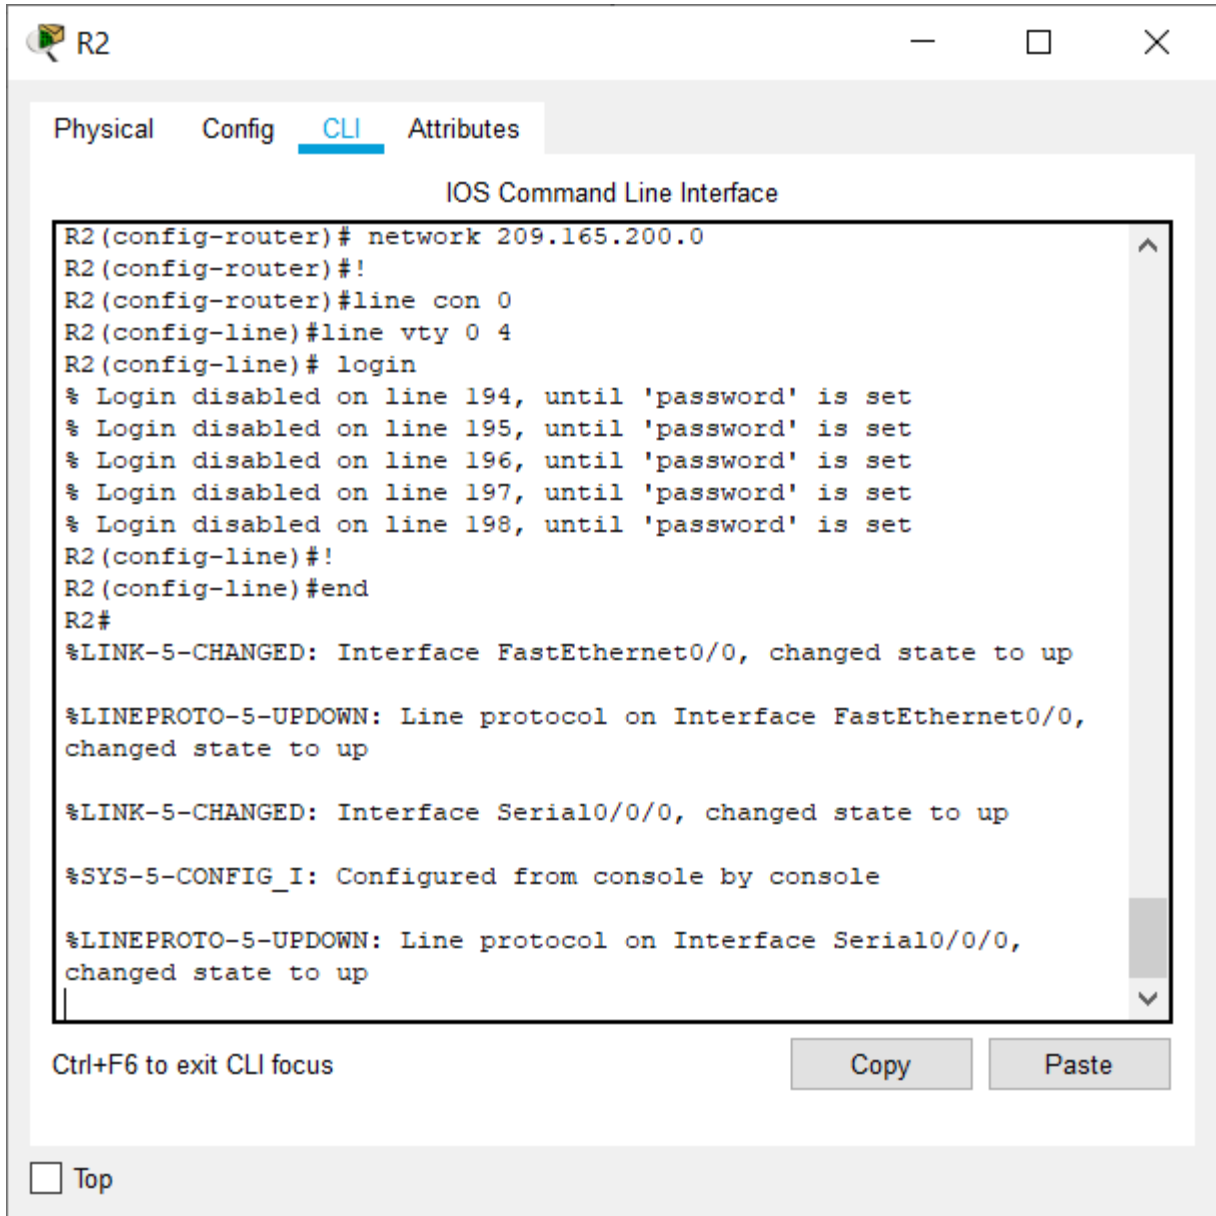 R2
Physical Config CLI Attributes
IOS Command Line Interface
R2(config-router)# network 209.165.200.0
R2(config-router)#!
R2(config-router)#line con 0
R2(config-line)#line vty 0 4
R2(config-line)# login
% Login disabled on line 194, until 'password' is set
% Login disabled on line 195, until 'password' is set
% Login disabled on line 196, until 'password' is set
% Login disabled on line 197, until 'password' is set
% Login disabled on line 198, until 'password' is set
R2(config-line)#!
R2(config-line)#end
R2#
%LINK-5-CHANGED: Interface FastEthernet0/0, changed state to up
%LINEPROTO-5-UPDOWN: Line protocol on Interface FastEthernet0/0,
changed state to up
%LINK-5-CHANGED: Interface Serial0/0/0, changed state to up
%SYS-5-CONFIG_I: Configured from console by console
%LINEPROTO-5-UPDOWN: Line protocol on Interface Serial0/0/0,
changed state to up
Ctrl+F6 to exit CLI focus
Copy Paste
Top